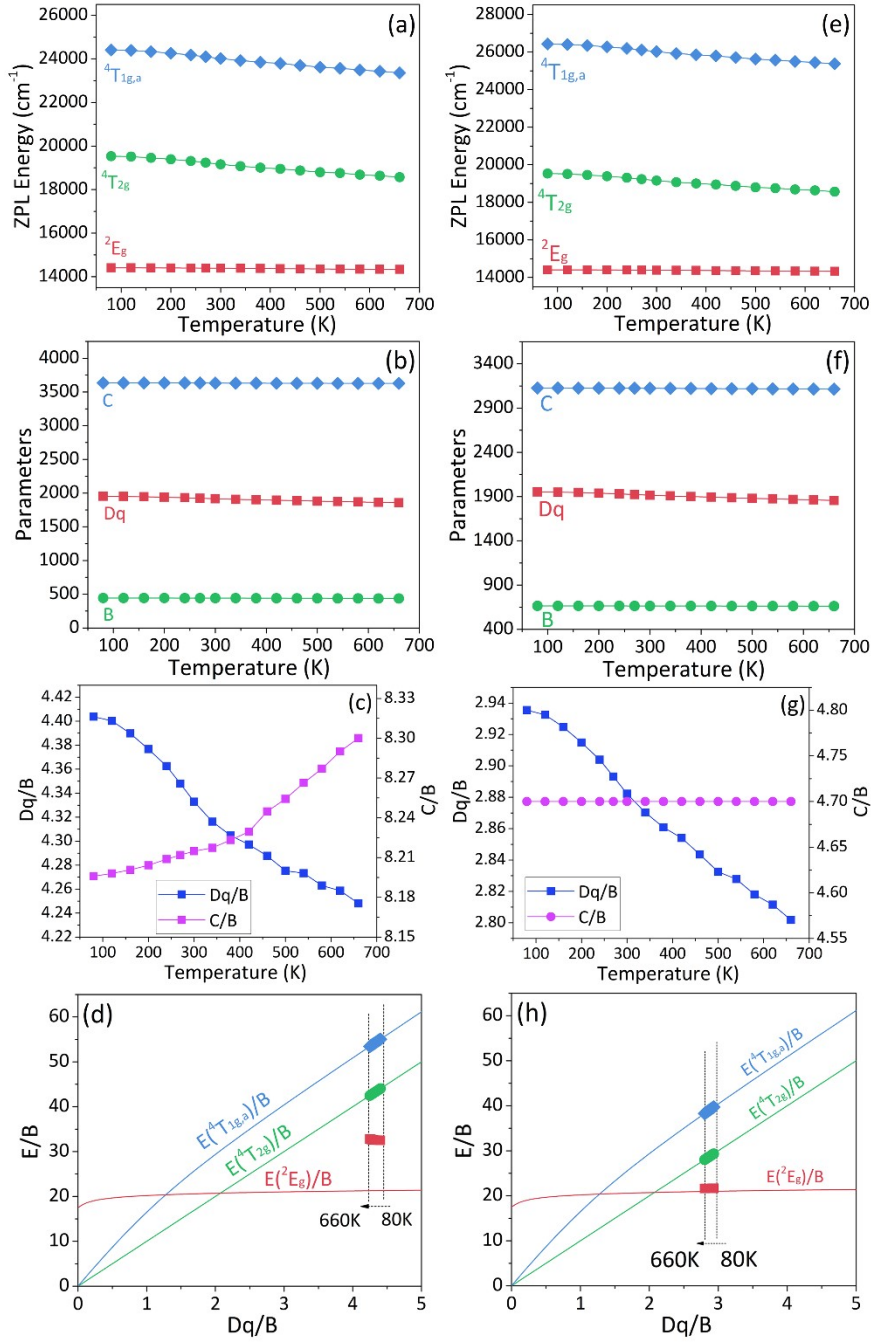 (a)
ZPL Energy (cm⁻¹)
26000
24000
22000
20000
18000
16000
14000
⁴T₁g,a
⁴T₂g
²Eg
100 200 300 400 500 600 700
Temperature (K)
(e)
ZPL Energy (cm⁻¹)
28000
26000
24000
22000
20000
18000
16000
14000
⁴T₁g,a
⁴T₂g
²Eg
0 100 200 300 400 500 600 700
Temperature (K)
(b)
Parameters
4000
3500
3000
2500
2000
1500
1000
500
0
C
Dq
B
100 200 300 400 500 600 700
Temperature (K)
(f)
Parameters
3300
2900
2400
1900
1400
900
400
C
Dq
B
100 200 300 400 500 600 700
Temperature (K)
(c)
Dq/B
4.42
4.40
4.38
4.36
4.34
4.32
4.30
4.28
4.26
4.24
4.22
C/B
8.33
8.30
8.27
8.24
8.21
8.18
8.15
Dq/B
C/B
100 200 300 400 500 600 700
Temperature (K)
(g)
Dq/B
2.94
2.92
2.90
2.88
2.86
2.84
2.82
2.80
C/B
4.80
4.75
4.70
4.65
4.60
4.55
Dq/B
C/B
0 100 200 300 400 500 600 700
Temperature (K)
(d)
E/B
60
50
40
30
20
10
0
E(⁴T₁g,a)/B
E(⁴T₂g)/B
E(²Eg)/B
660K 80K
0 1 2 3 4 5
Dq/B
(h)
E/B
60
50
40
30
20
10
0
E(⁴T₁g,a)/B
E(⁴T₂g)/B
E(²Eg)/B
660K 80K
0 1 2 3 4 5
Dq/B